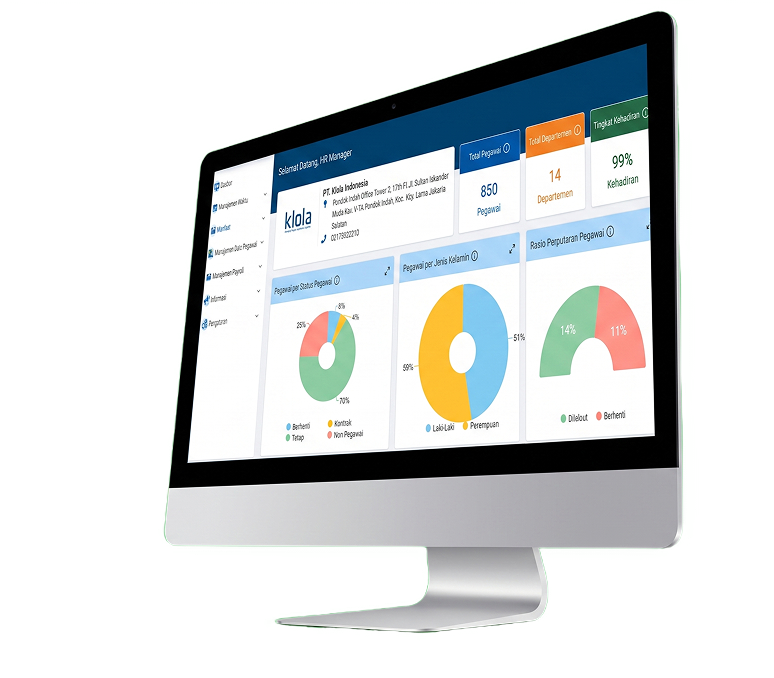 Selamat Datang, HR Manager
Dasbor
Manajemen Waktu
Manfaat
Manajemen Data Pegawai
Manajemen Payroll
Informasi
Pengaturan
klola
PT. Klola Indonesia
Pondok Indah Office Tower 2, 17th Fl Jl. Sultan Iskandar
Muda Kav. V-TA Pondok Indah, Koc. Kby. Lama Jakaria
Salatan
02173922210
Total Pegawai
850
Pegawai
Total Departemen
14
Departemen
Tingkat Kehadiran
99%
Kehadiran
Pegawai per Status Pegawai
8%
4%
25%
70%
Berhenti
Kontrak
Tetap
Non Pegawai
Pegawai per Jenis Kelamin
51%
59%
Laki-Laki
Perempuan
Rasio Perputaran Pegawai
14%
11%
Dilelout
Berhenti